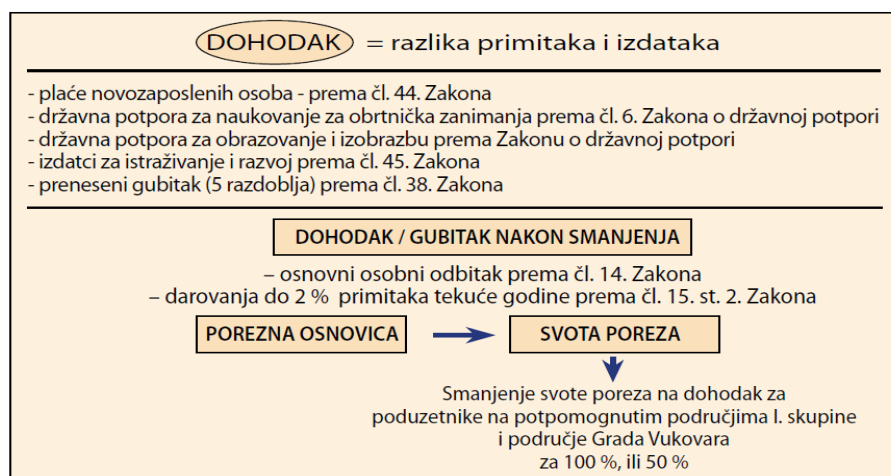 DOHODAK = razlika primitaka i izdataka
- plaće novozaposlenih osoba - prema čl. 44. Zakona
- državna potpora za naukovanje za obrtnička zanimanja prema čl. 6. Zakona o državnoj potpori
- državna potpora za obrazovanje i izobrazbu prema Zakonu o državnoj potpori
- izdatci za istraživanje i razvoj prema čl. 45. Zakona
- preneseni gubitak (5 razdoblja) prema čl. 38. Zakona
DOHODAK / GUBITAK NAKON SMANJENJA
– osnovni osobni odbitak prema čl. 14. Zakona
– darovanja do 2 % primitaka tekuće godine prema čl. 15. st. 2. Zakona
POREZNA OSNOVICA SVOTA POREZA
Smanjenje svote poreza na dohodak za
poduzetnike na potpomognutim područjima I. skupine
i područje Grada Vukovara
za 100 %, ili 50 %